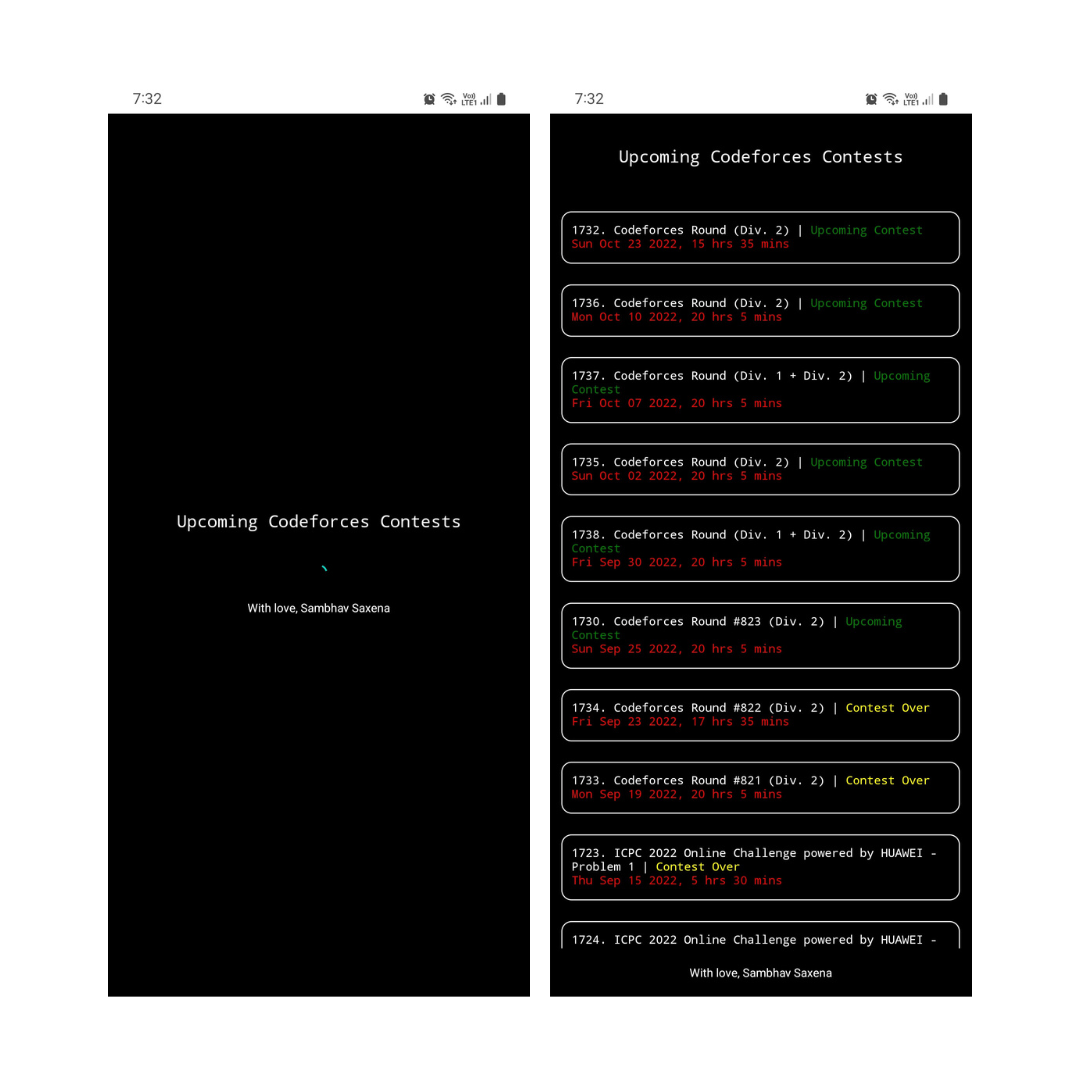 7:32
Vo))
LTE1
Upcoming Codeforces Contests
With love, Sambhav Saxena
7:32
Vo))
LTE1
Upcoming Codeforces Contests
1732. Codeforces Round (Div. 2) | Upcoming Contest
Sun Oct 23 2022, 15 hrs 35 mins
1736. Codeforces Round (Div. 2) | Upcoming Contest
Mon Oct 10 2022, 20 hrs 5 mins
1737. Codeforces Round (Div. 1 + Div. 2) | Upcoming
Contest
Fri Oct 07 2022, 20 hrs 5 mins
1735. Codeforces Round (Div. 2) | Upcoming Contest
Sun Oct 02 2022, 20 hrs 5 mins
1738. Codeforces Round (Div. 1 + Div. 2) | Upcoming
Contest
Fri Sep 30 2022, 20 hrs 5 mins
1730. Codeforces Round #823 (Div. 2) | Upcoming
Contest
Sun Sep 25 2022, 20 hrs 5 mins
1734. Codeforces Round #822 (Div. 2) | Contest Over
Fri Sep 23 2022, 17 hrs 35 mins
1733. Codeforces Round #821 (Div. 2) | Contest Over
Mon Sep 19 2022, 20 hrs 5 mins
1723. ICPC 2022 Online Challenge powered by HUAWEI -
Problem 1 | Contest Over
Thu Sep 15 2022, 5 hrs 30 mins
1724. ICPC 2022 Online Challenge powered by HUAWEI -
With love, Sambhav Saxena